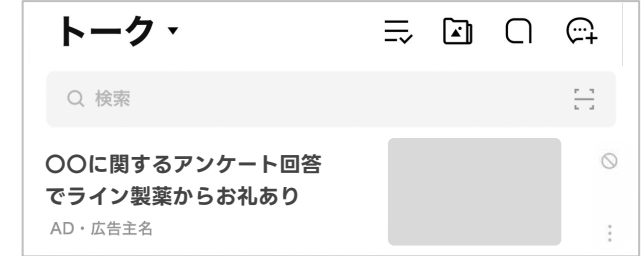 トーク
検索
〇〇に関するアンケート回答
でライン製薬からお礼あり
AD・広告主名